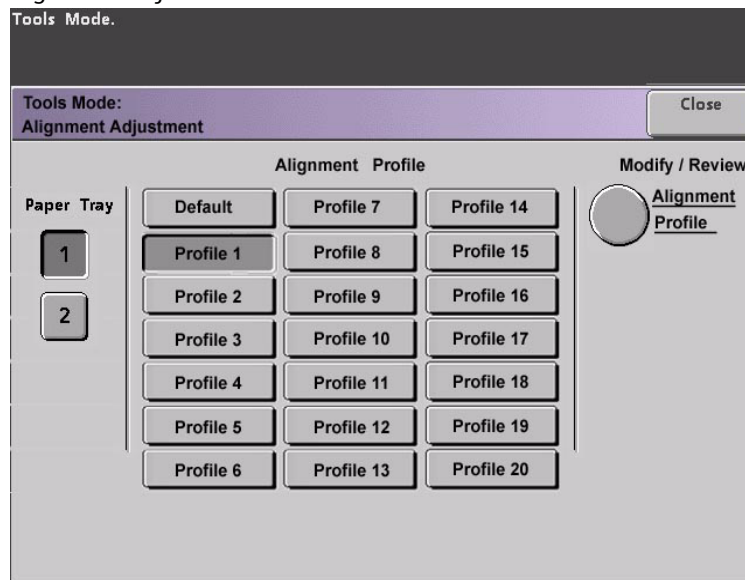 Tools Mode.
Tools Mode:
Alignment Adjustment
Close
Alignment Profile
Modify / Review
Paper Tray
1
2
Default
Profile 1
Profile 2
Profile 3
Profile 4
Profile 5
Profile 6
Profile 7
Profile 8
Profile 9
Profile 10
Profile 11
Profile 12
Profile 13
Profile 14
Profile 15
Profile 16
Profile 17
Profile 18
Profile 19
Profile 20
Alignment
Profile